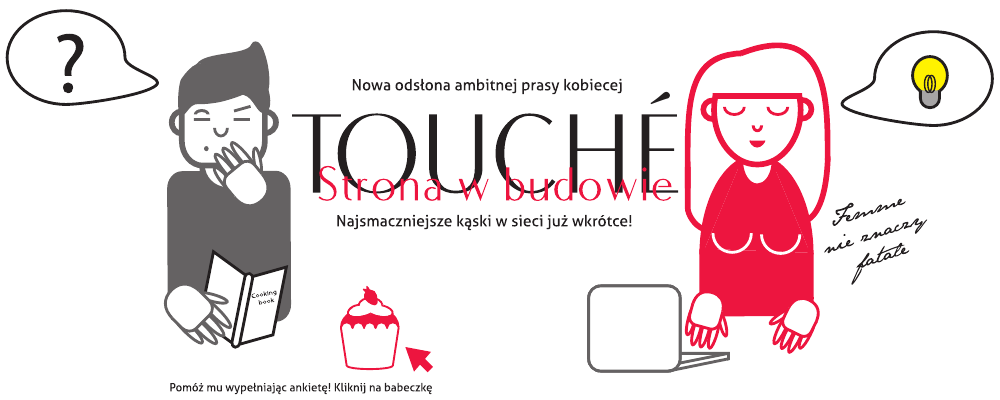 ?
Nowa odsłona ambitnej prasy kobiecej
TOUCHÉ
Strona w budowie
Najsmaczniejsze kąski w sieci już wkrótce!
Femme
nie znaczy
fatale
Cooking
book
Pomóż mu wypełniając ankietę! Kliknij na babeczkę